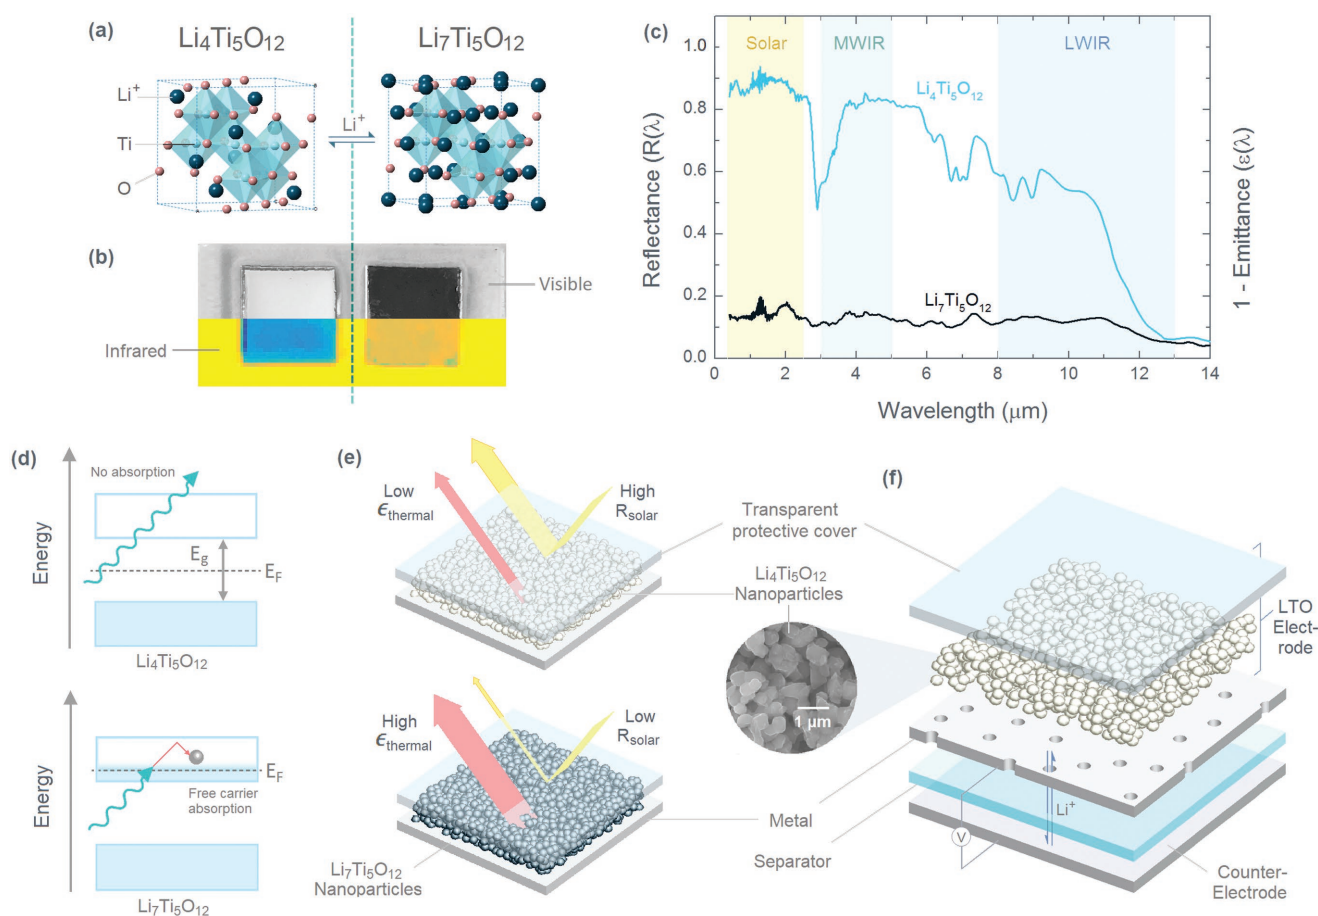 (a)
Li4Ti5O12
Li7Ti5O12
Li+
Ti
O
Li+
(b)
Visible
Infrared
(c)
Solar
MWIR
LWIR
Li4Ti5O12
Li7Ti5O12
Reflectance (R(λ)
1.0
0.8
0.6
0.4
0.2
0.0
0
2
4
6
8
10
12
14
Wavelength (μm)
1 - Emittance (ε(λ)
(d)
Energy
No absorption
Eg
EF
Li4Ti5O12
Energy
EF
Free carrier
absorption
Li7Ti5O12
(e)
Low
ϵthermal
High
Rsolar
High
ϵthermal
Low
Rsolar
Li7Ti5O12
Nanoparticles
Transparent
protective cover
Li4Ti5O12
Nanoparticles
1 μm
Metal
Separator
(f)
LTO
Elect-
rode
Li+
V
Counter-
Electrode